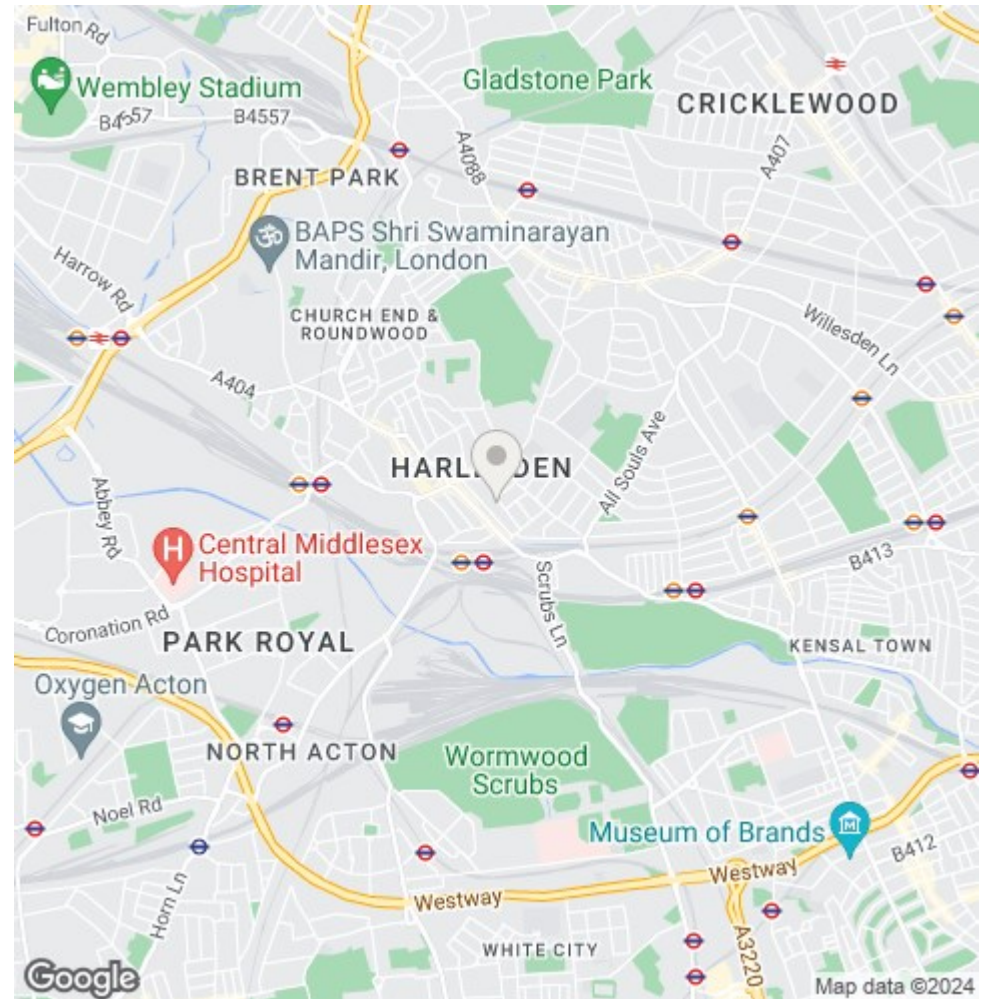 Fulton Rd
Wembley Stadium
B4557
B4557
Gladstone Park
CRICKLEWOOD
A4088
A407
BRENT PARK
BAPS Shri Swaminarayan
Mandir, London
Harrow Rd
CHURCH END &
ROUNDWOOD
Willesden Ln
A404
HARL DEN
All Souls Ave
Abbey Rd
H
Central Middlesex
Hospital
B413
Scrubs Ln
Coronation Rd
PARK ROYAL
KENSAL TOWN
Oxygen Acton
NORTH ACTON
Wormwood
Scrubs
Noel Rd
Museum of Brands
M
B412
Westway
Westway
Horn Ln
A3220
WHITE CITY
Google
Map data ©2024